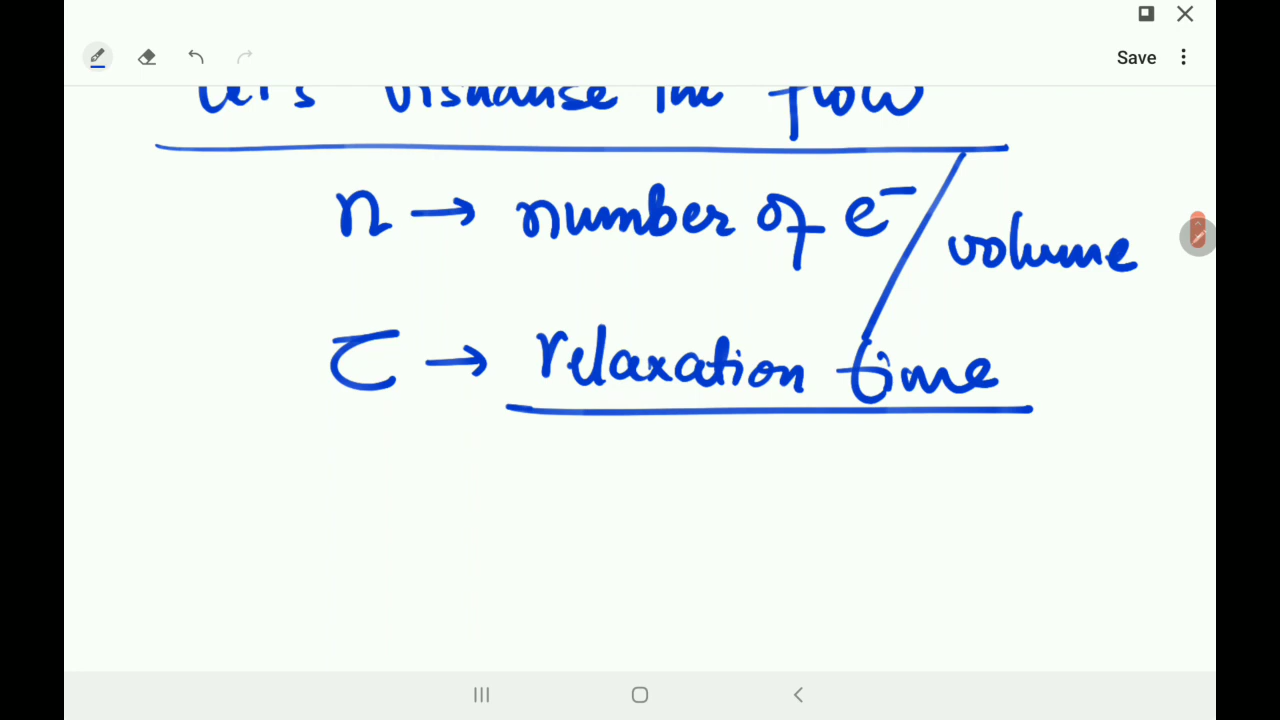 Save
Let's visualise the flow
n → number of e⁻ / volume
τ → relaxation time